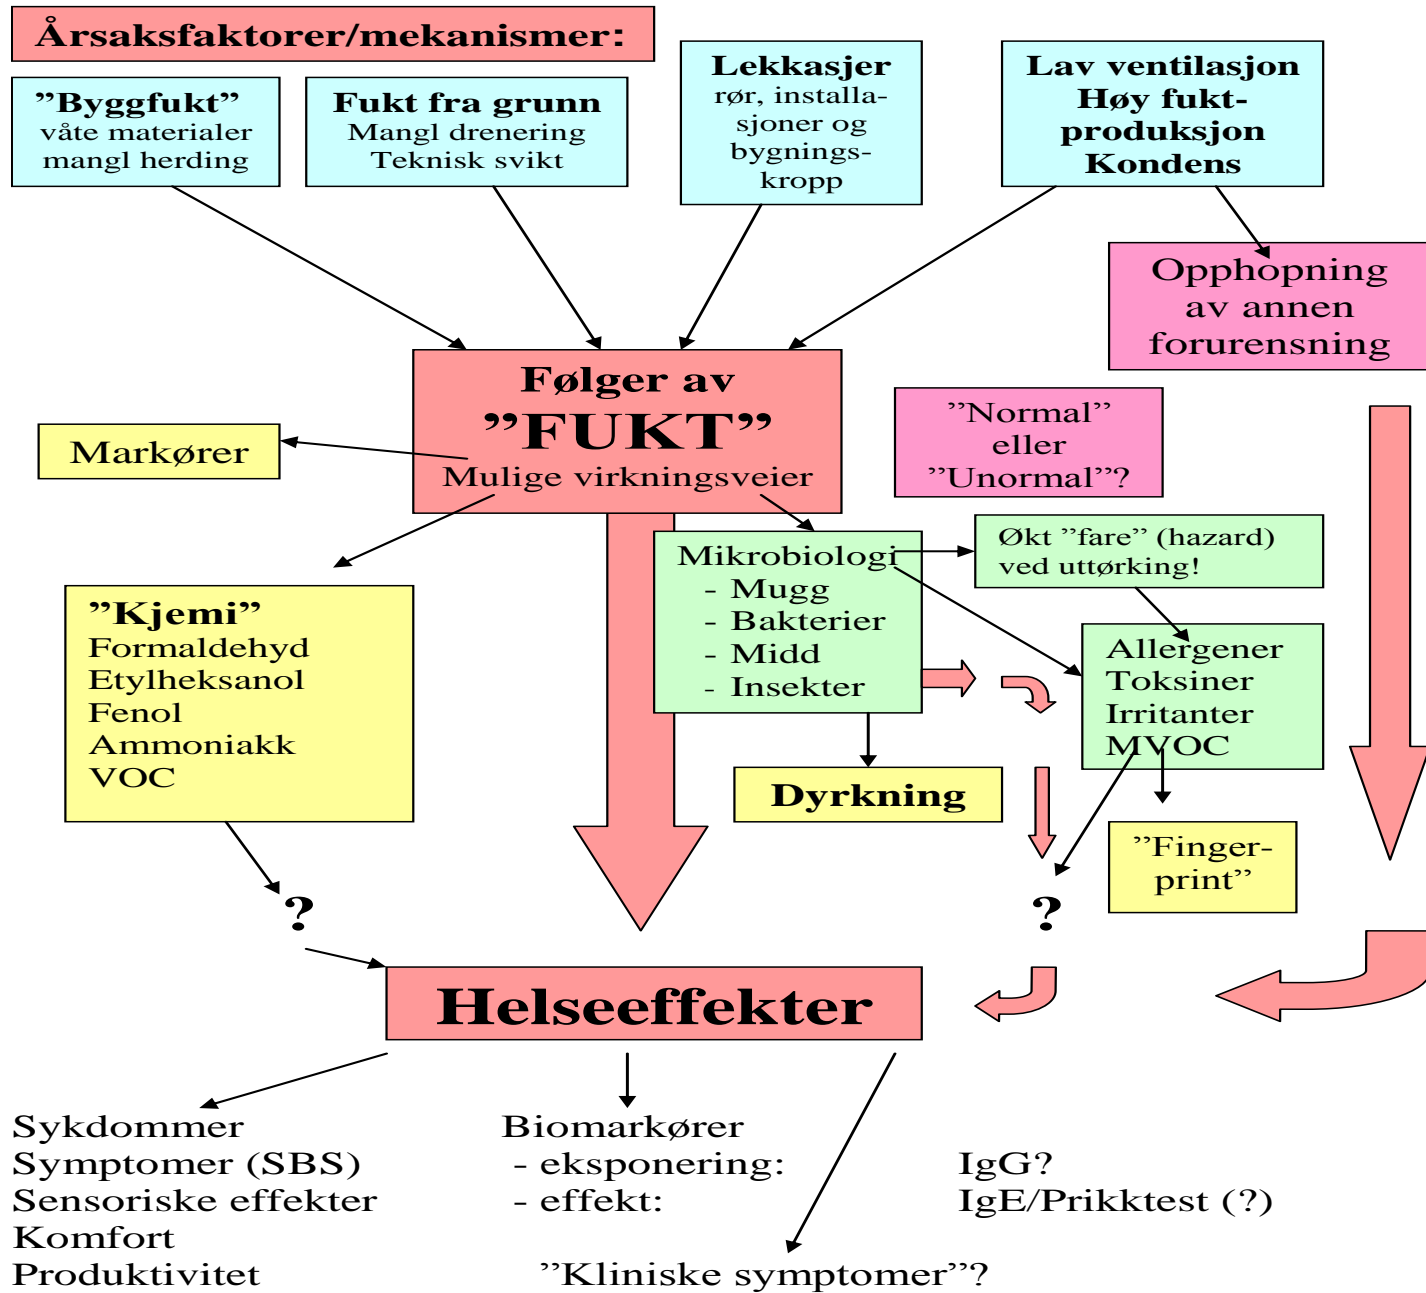 Årsaksfaktorer/mekanismer:
”Byggfukt”
våte materialer
mangl herding
Fukt fra grunn
Mangl drenering
Teknisk svikt
Lekkasjer
rør, installa-
sjoner og
bygnings-
kropp
Lav ventilasjon
Høy fukt-
produksjon
Kondens
Opphopning
av annen
forurensning
Følger av
”FUKT”
Mulige virkningsveier
”Normal”
eller
”Unormal”?
Markører
Mikrobiologi
- Mugg
- Bakterier
- Midd
- Insekter
Økt ”fare” (hazard)
ved uttørking!
”Kjemi”
Formaldehyd
Etylheksanol
Fenol
Ammoniakk
VOC
Allergener
Toksiner
Irritanter
MVOC
Dyrkning
”Finger-
print”
?
?
Helseeffekter
Sykdommer
Symptomer (SBS)
Sensoriske effekter
Komfort
Produktivitet
Biomarkører
- eksponering: IgG?
- effekt: IgE/Prikktest (?)
”Kliniske symptomer”?